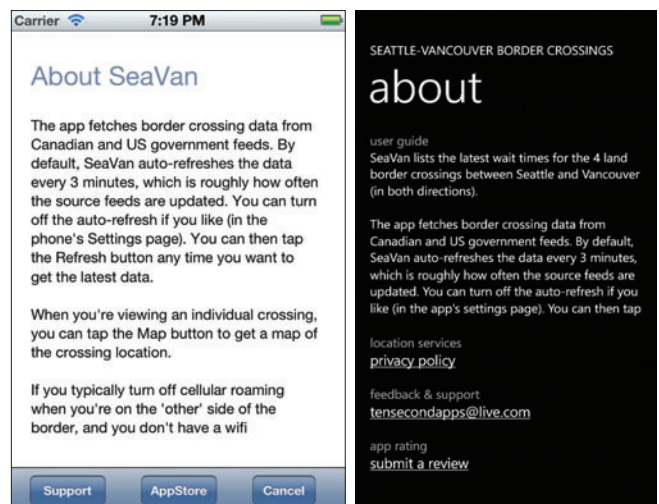 Carrier 7:19 PM
About SeaVan
The app fetches border crossing data from
Canadian and US government feeds. By
default, SeaVan auto-refreshes the data
every 3 minutes, which is roughly how often
the source feeds are updated. You can turn
off the auto-refresh if you like (in the
phone's Settings page). You can then tap
the Refresh button any time you want to
get the latest data.
When you're viewing an individual crossing,
you can tap the Map button to get a map of
the crossing location.
If you typically turn off cellular roaming
when you're on the 'other' side of the
border, and you don't have a wifi
Support AppStore Cancel
SEATTLE-VANCOUVER BORDER CROSSINGS
about
user guide
SeaVan lists the latest wait times for the 4 land
border crossings between Seattle and Vancouver
(in both directions).
The app fetches border crossing data from
Canadian and US government feeds. By default,
SeaVan auto-refreshes the data every 3 minutes,
which is roughly how often the source feeds are
updated. You can turn off the auto-refresh if you
like (in the app's settings page). You can then tap
location services
privacy policy
feedback & support
tensecondapps@live.com
app rating
submit a review